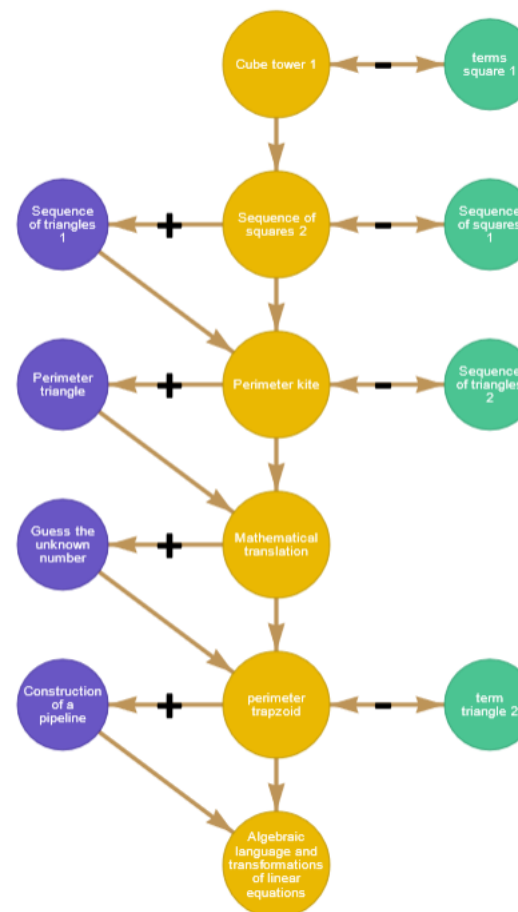 Cube tower 1
-
terms
square 1
Sequence
of triangles
1
+
Sequence of
squares 2
-
Sequence
of squares
1
Perimeter
triangle
+
Perimeter kite
-
Sequence
of triangles
2
Guess the
unknown
number
+
Mathematical
translation
Construction
of a
pipeline
+
perimeter
trapzoid
-
term
triangle 2
Algebraic
language and
transformations
of linear
equations